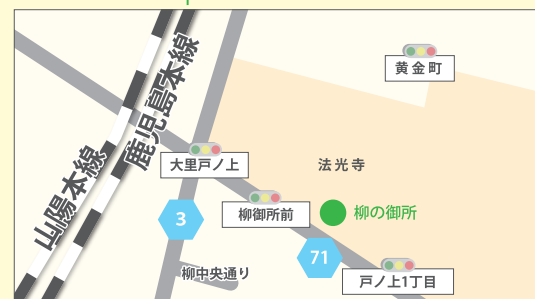 黄金町
鹿児島本線
大里戸ノ上
法光寺
山陽本線
柳御所前
柳の御所
3
71
柳中央通り
戸ノ上1丁目